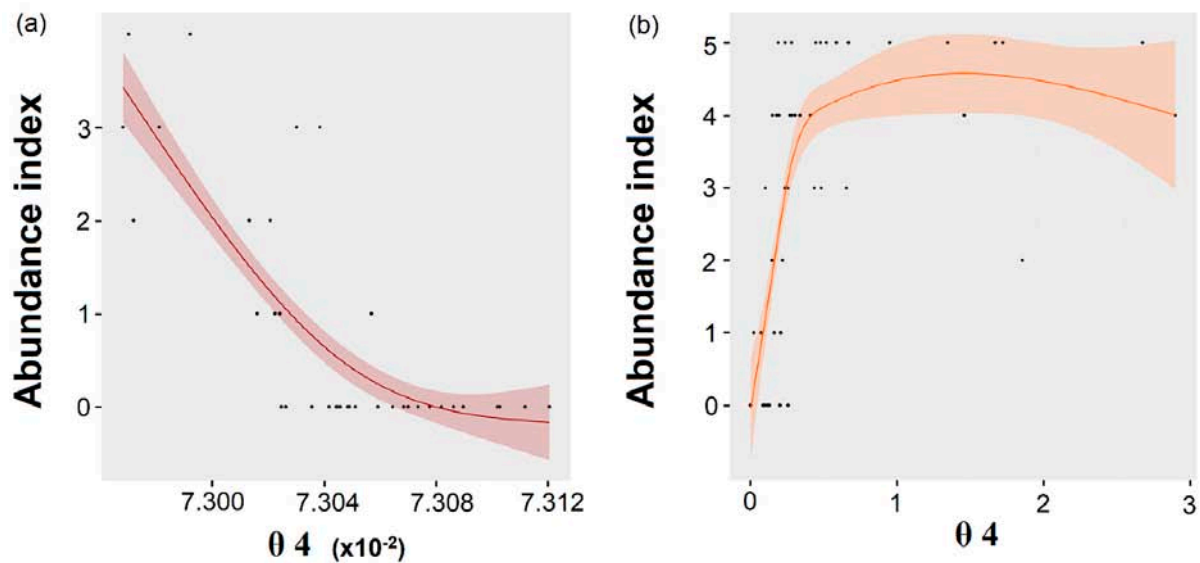 (a)
Abundance index
3
2
1
0
7.300 7.304 7.308 7.312
θ 4 (x10⁻²)
(b)
Abundance index
5
4
3
2
1
0
0 1 2 3
θ 4